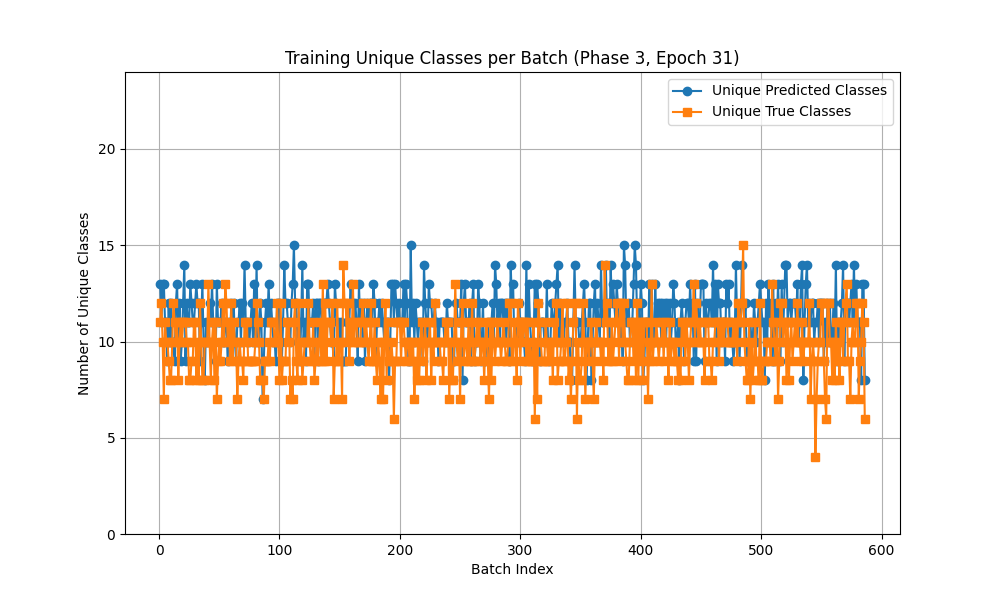 Training Unique Classes per Batch (Phase 3, Epoch 31)
Unique Predicted Classes
Unique True Classes
Number of Unique Classes
20
15
10
5
0
0 100 200 300 400 500 600
Batch Index